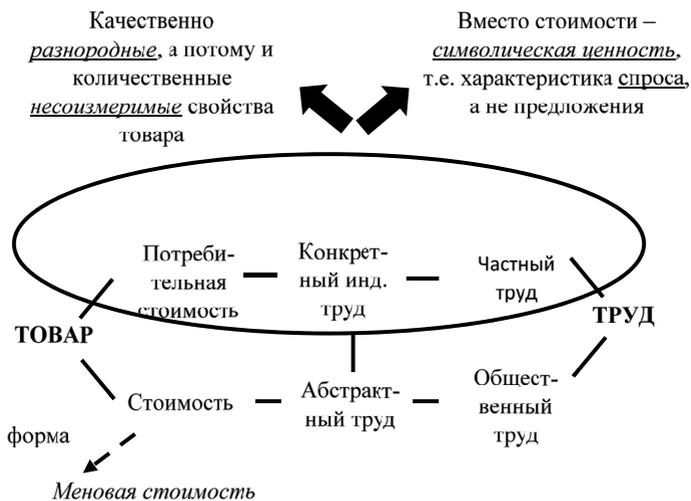 Качественно
разнородные, а потому и
количественные
несоизмеримые свойства
товара
Вместо стоимости –
символическая ценность,
т.е. характеристика спроса,
а не предложения
Потреби-
тельная
стоимость
Конкрет-
ный инд.
труд
Частный
труд
ТОВАР
ТРУД
Стоимость
Абстракт-
ный труд
Общест-
венный
труд
форма
Меновая стоимость